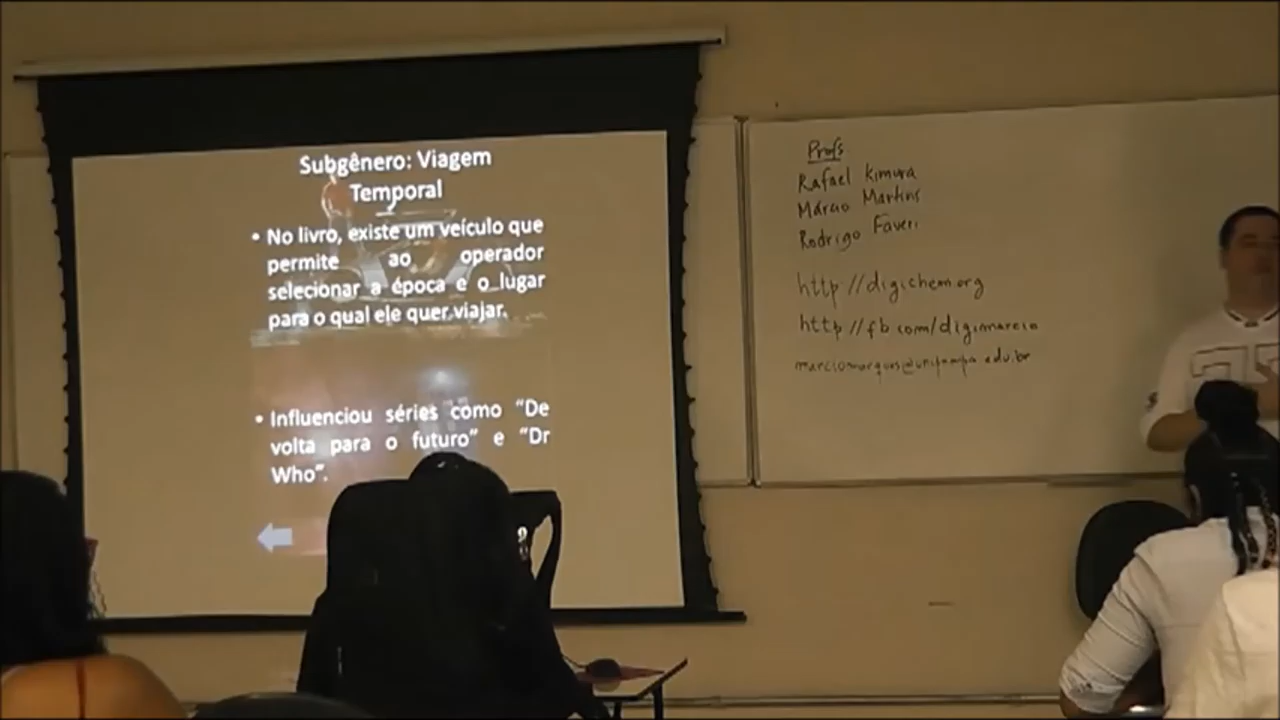 Subgênero: Viagem
Temporal
• No livro, existe um veículo que
permite ao operador
selecionar a época e o lugar
para o qual ele quer viajar.
• Influenciou séries como “De
volta para o futuro” e “Dr
Who”.
Profs
Rafael Kimura
Márcio Martins
Rodrigo Faveri
http://digichem.org
http://fb.com/digimarcio